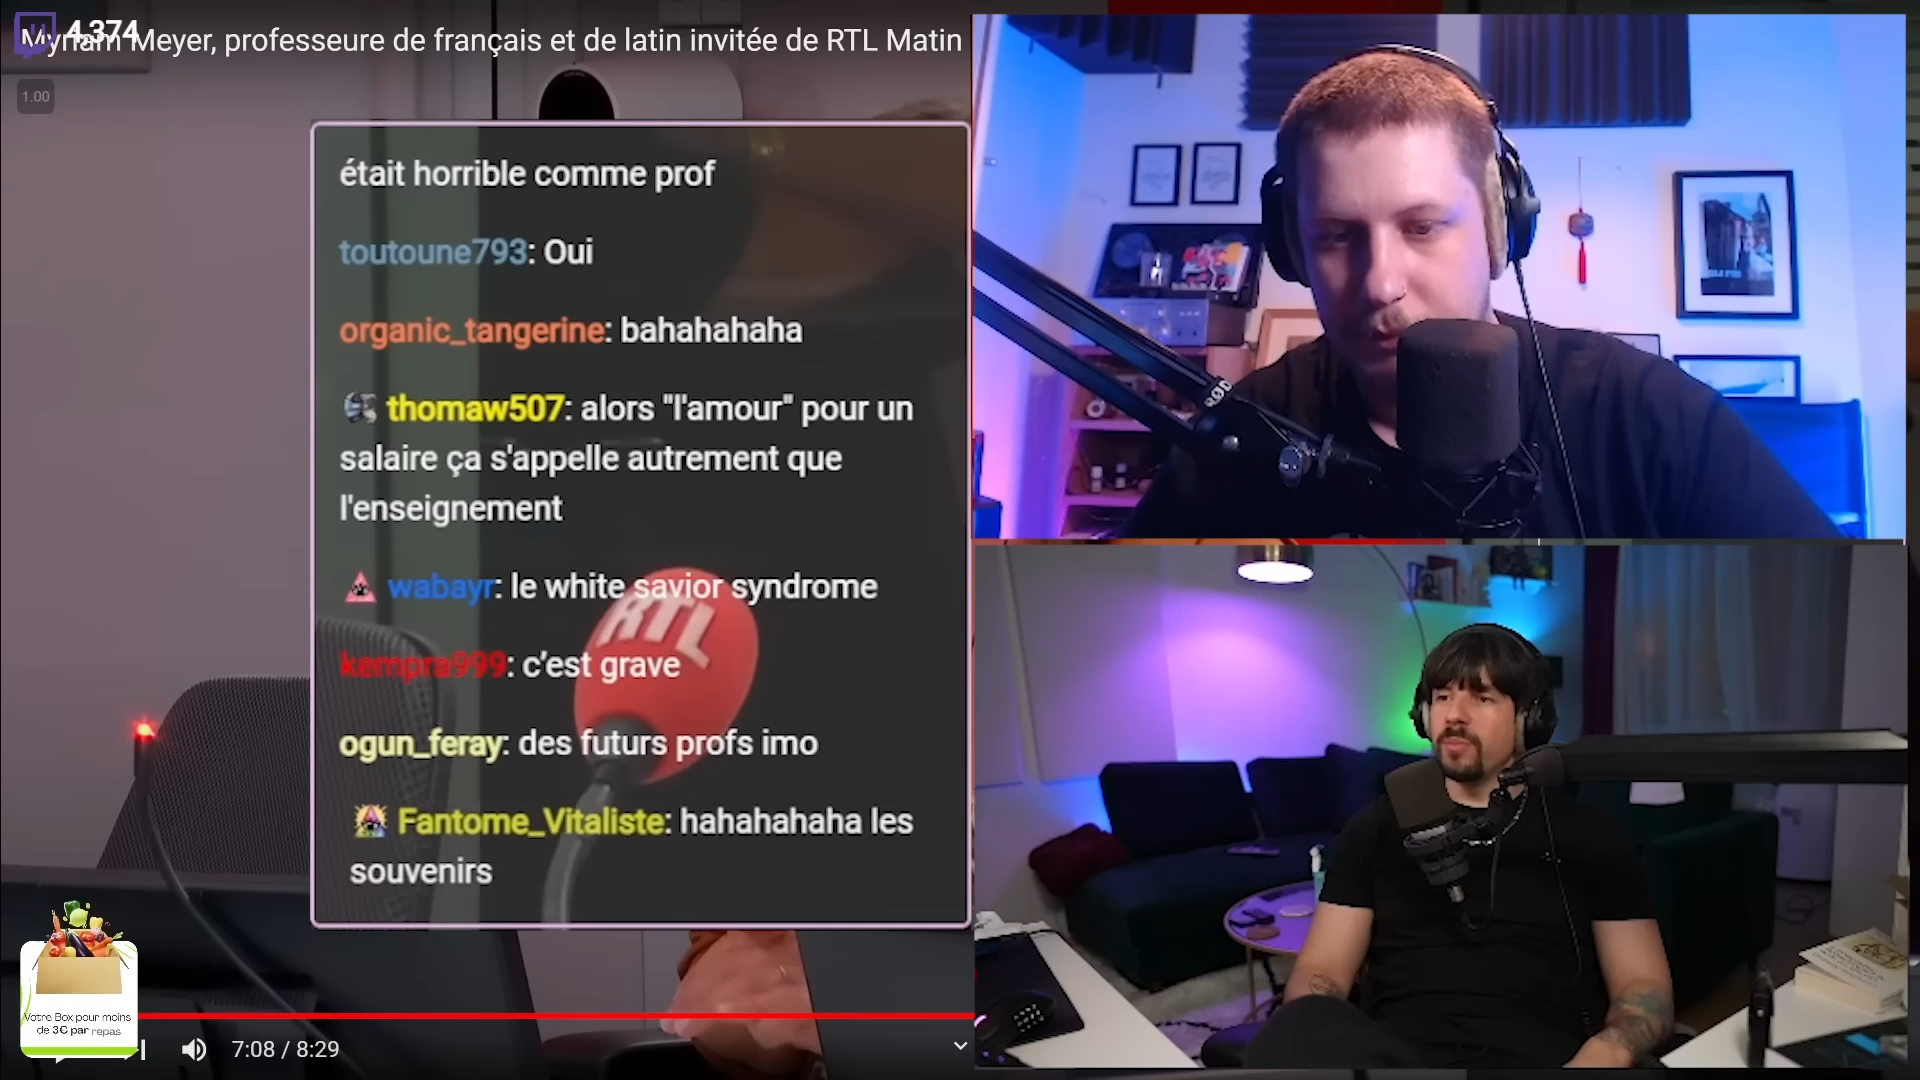 4,374
Myriam Meyer, professeure de français et de latin invitée de RTL Matin
1.00
était horrible comme prof
toutoune793: Oui
organic_tangerine: bahahahaha
thomaw507: alors "l'amour" pour un
salaire ça s'appelle autrement que
l'enseignement
wabayr: le white savior syndrome
RTL
kempra999: c'est grave
ogun_feray: des futurs profs imo
Fantome_Vitaliste: hahahahaha les
souvenirs
RØDE
Votre Box pour moins
de 3€ par repas
7:08 / 8:29